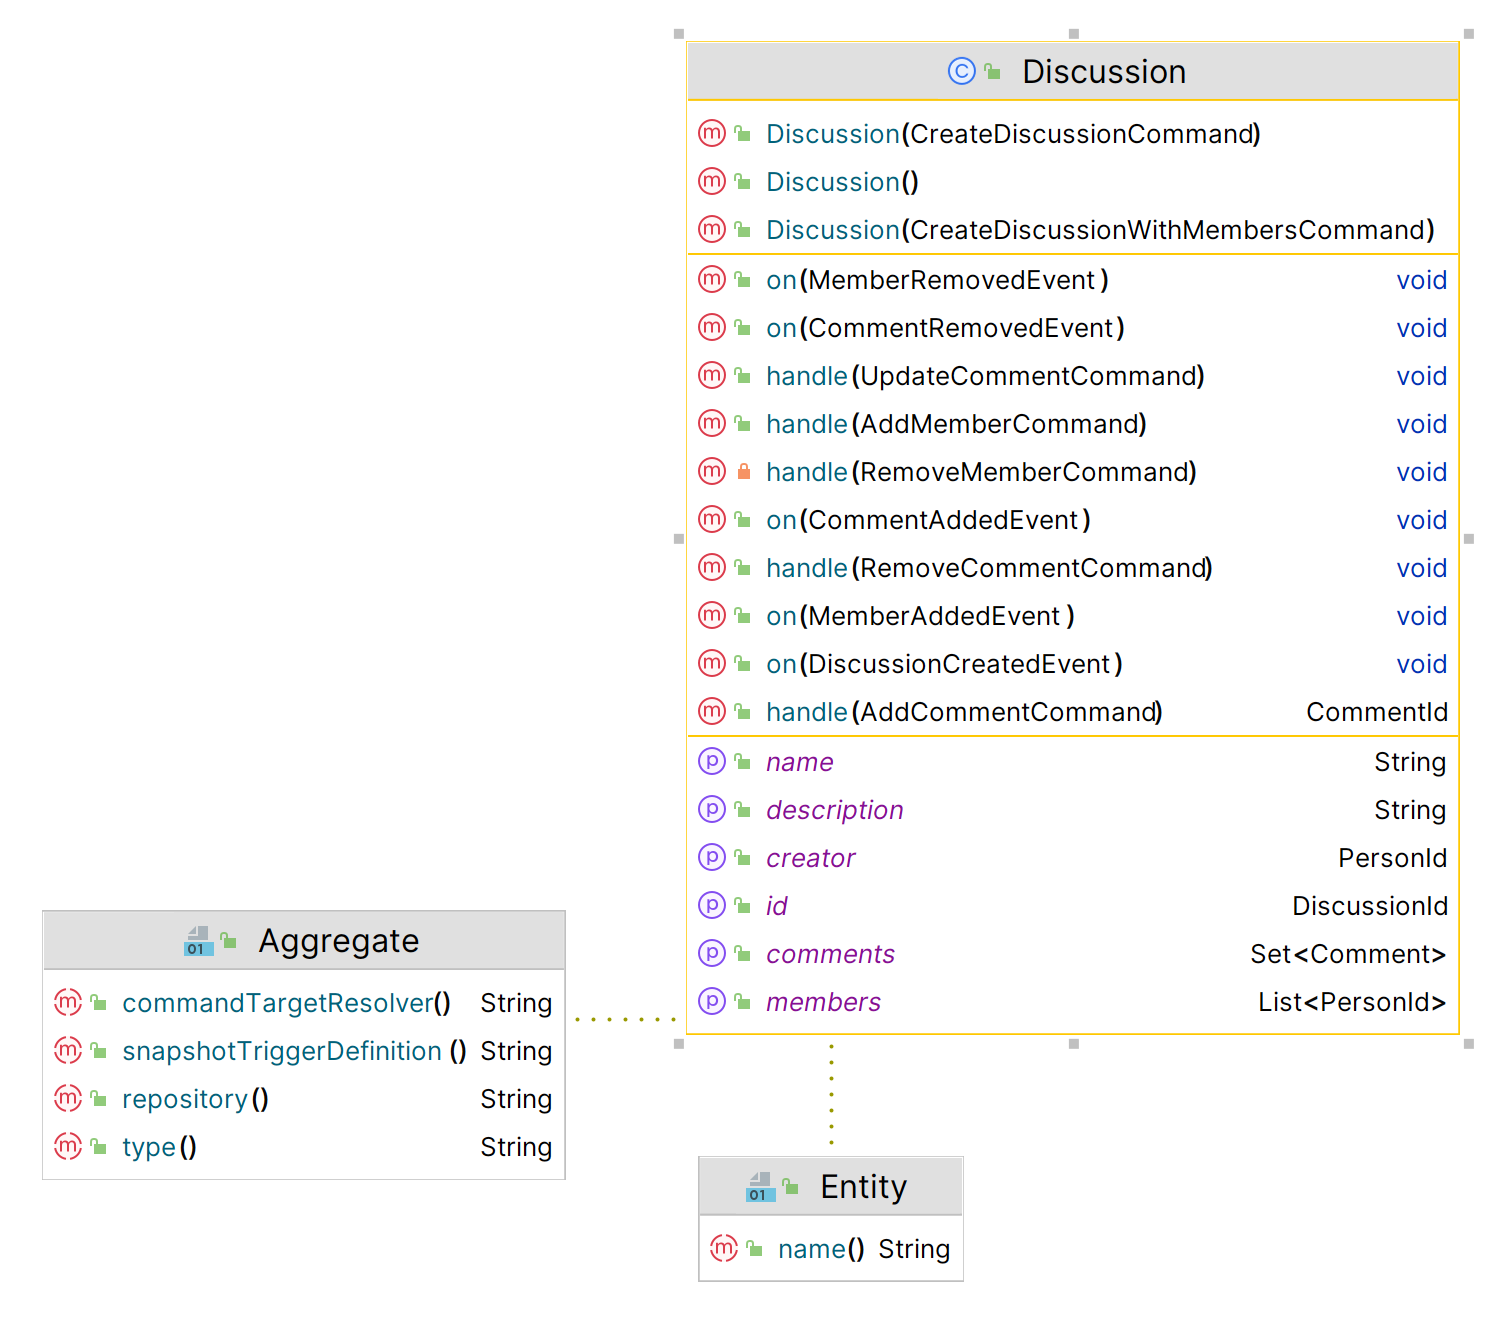 Discussion
Discussion(CreateDiscussionCommand)
Discussion()
Discussion(CreateDiscussionWithMembersCommand)
on(MemberRemovedEvent) void
on(CommentRemovedEvent) void
handle(UpdateCommentCommand) void
handle(AddMemberCommand) void
handle(RemoveMemberCommand) void
on(CommentAddedEvent) void
handle(RemoveCommentCommand) void
on(MemberAddedEvent) void
on(DiscussionCreatedEvent) void
handle(AddCommentCommand) CommentId
name String
description String
creator PersonId
id DiscussionId
comments Set<Comment>
members List<PersonId>
Aggregate
commandTargetResolver() String
snapshotTriggerDefinition() String
repository() String
type() String
Entity
name() String